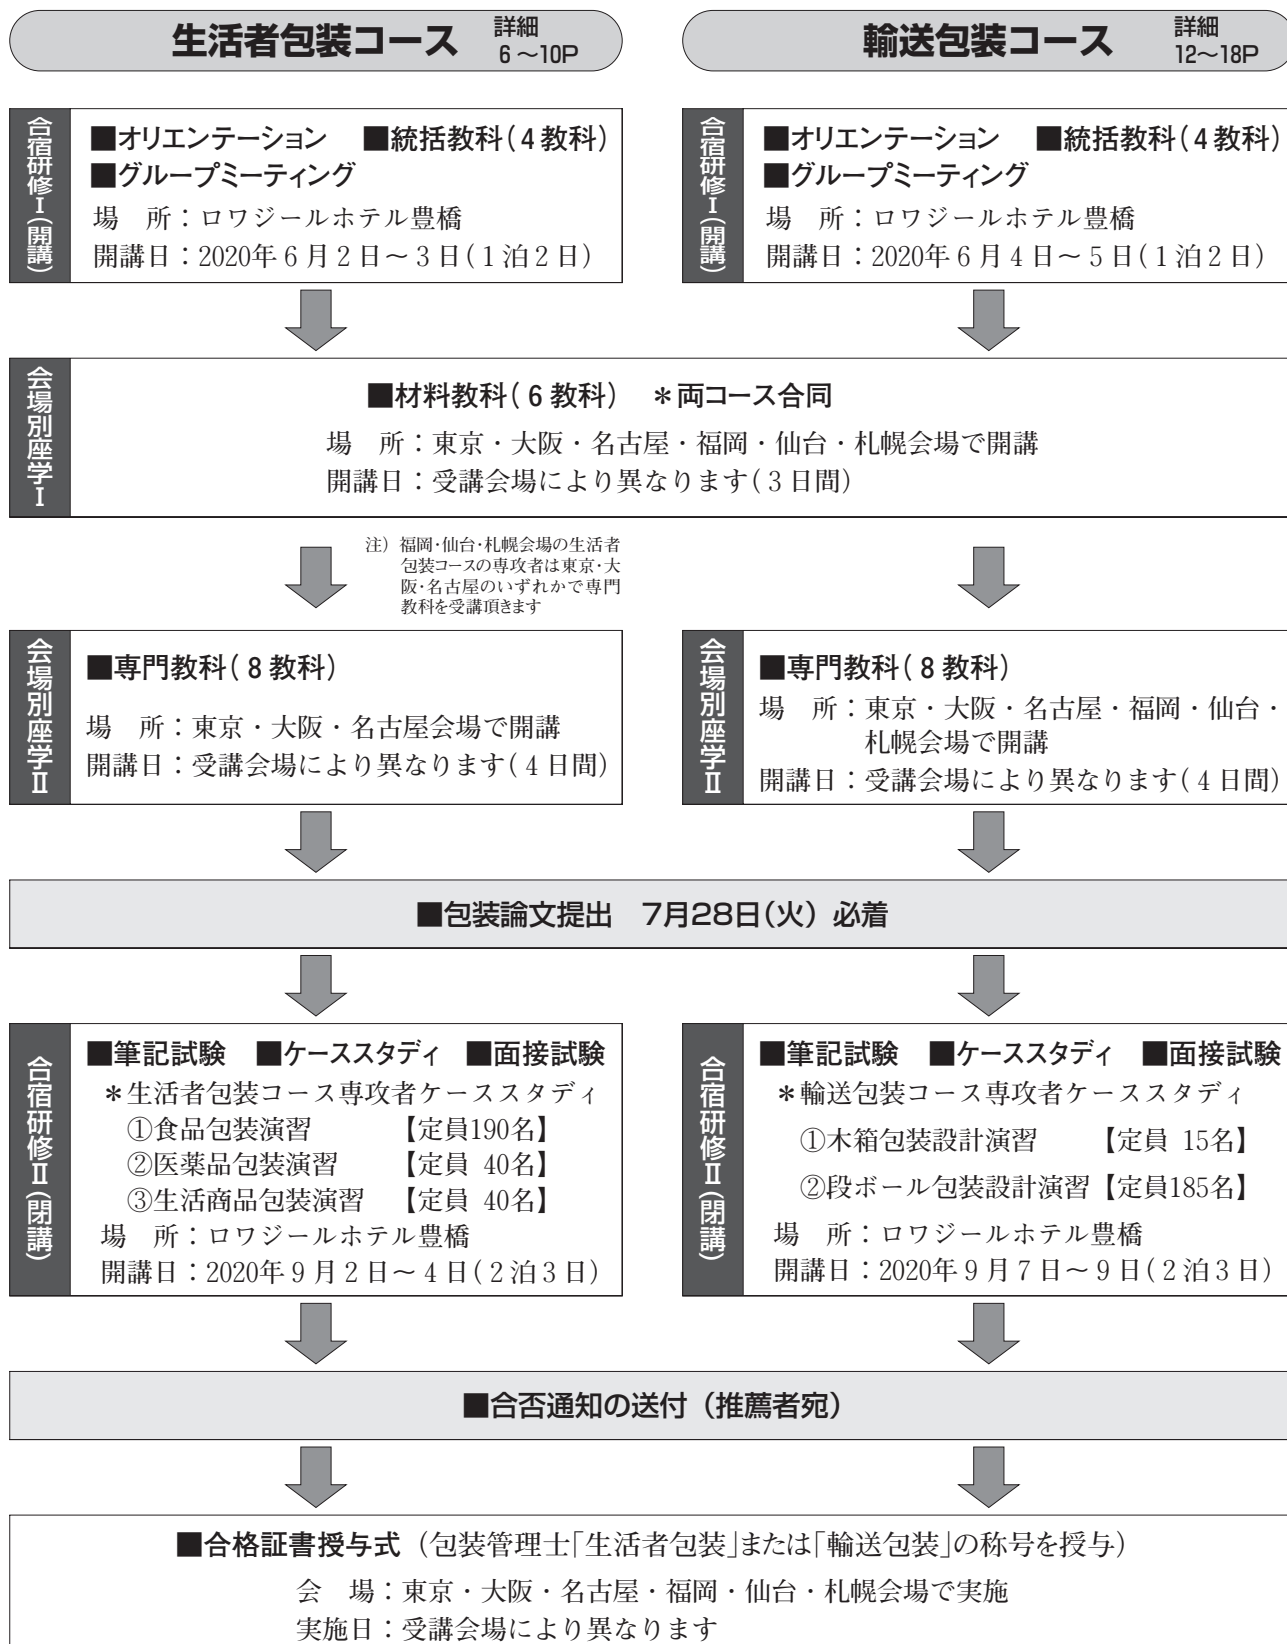 生活者包装コース 詳細 6～10P
合宿研修Ⅰ(開講)
■オリエンテーション ■統括教科(4教科)
■グループミーティング
場　所：ロワジールホテル豊橋
開講日：2020年6月2日～3日(1泊2日)
輸送包装コース 詳細 12～18P
合宿研修Ⅰ(開講)
■オリエンテーション ■統括教科(4教科)
■グループミーティング
場　所：ロワジールホテル豊橋
開講日：2020年6月4日～5日(1泊2日)
会場別座学Ⅰ
■材料教科(6教科)　＊両コース合同
場　所：東京・大阪・名古屋・福岡・仙台・札幌会場で開講
開講日：受講会場により異なります(3日間)
注）福岡・仙台・札幌会場の生活者
包装コースの専攻者は東京・大
阪・名古屋のいずれかで専門
教科を受講頂きます
会場別座学Ⅱ
■専門教科(8教科)
場　所：東京・大阪・名古屋会場で開講
開講日：受講会場により異なります(4日間)
会場別座学Ⅱ
■専門教科(8教科)
場　所：東京・大阪・名古屋・福岡・仙台・
札幌会場で開講
開講日：受講会場により異なります(4日間)
■包装論文提出　7月28日(火) 必着
合宿研修Ⅱ(閉講)
■筆記試験 ■ケーススタディ ■面接試験
＊生活者包装コース専攻者ケーススタディ
①食品包装演習　【定員190名】
②医薬品包装演習　【定員 40名】
③生活商品包装演習　【定員 40名】
場　所：ロワジールホテル豊橋
開講日：2020年9月2日～4日(2泊3日)
合宿研修Ⅱ(閉講)
■筆記試験 ■ケーススタディ ■面接試験
＊輸送包装コース専攻者ケーススタディ
①木箱包装設計演習　【定員 15名】
②段ボール包装設計演習【定員185名】
場　所：ロワジールホテル豊橋
開講日：2020年9月7日～9日(2泊3日)
■合否通知の送付（推薦者宛）
■合格証書授与式（包装管理士｢生活者包装｣または｢輸送包装｣の称号を授与）
会　場：東京・大阪・名古屋・福岡・仙台・札幌会場で実施
実施日：受講会場により異なります